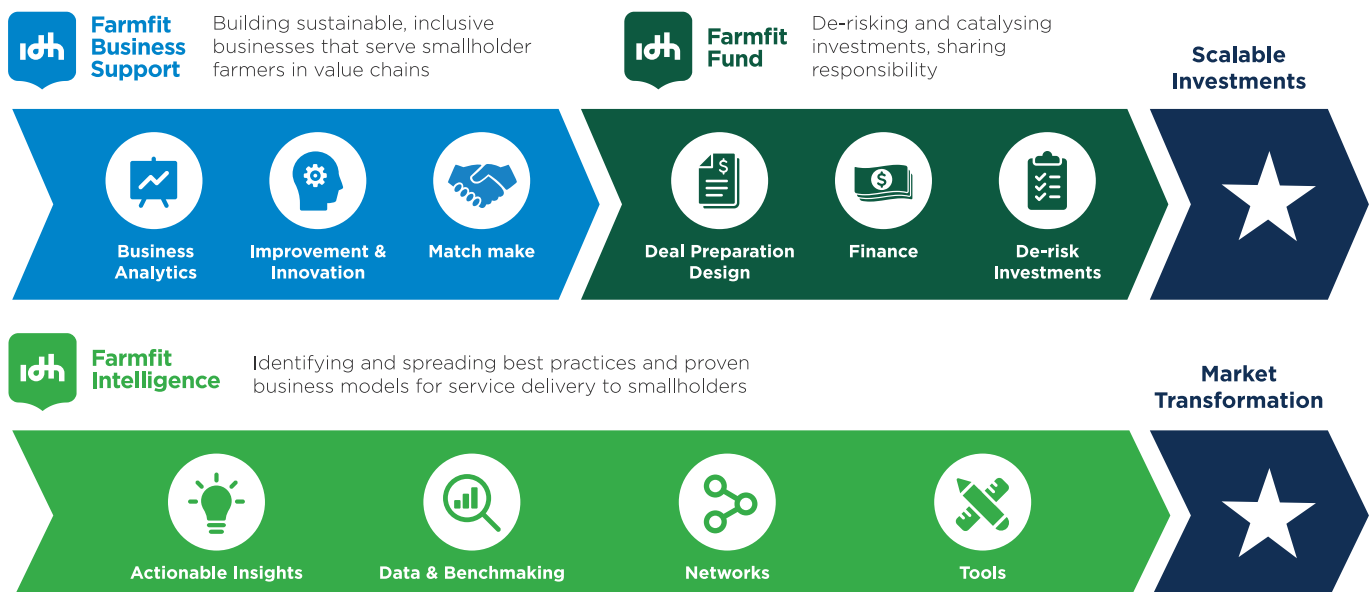 idh
Farmfit
Business
Support
Building sustainable, inclusive
businesses that serve smallholder
farmers in value chains
idh
Farmfit
Fund
De-risking and catalysing
investments, sharing
responsibility
Scalable
Investments
Business
Analytics
Improvement &
Innovation
Match make
$
Deal Preparation
Design
$
Finance
De-risk
Investments
idh
Farmfit
Intelligence
Identifying and spreading best practices and proven
business models for service delivery to smallholders
Market
Transformation
Actionable Insights
Data & Benchmaking
Networks
Tools